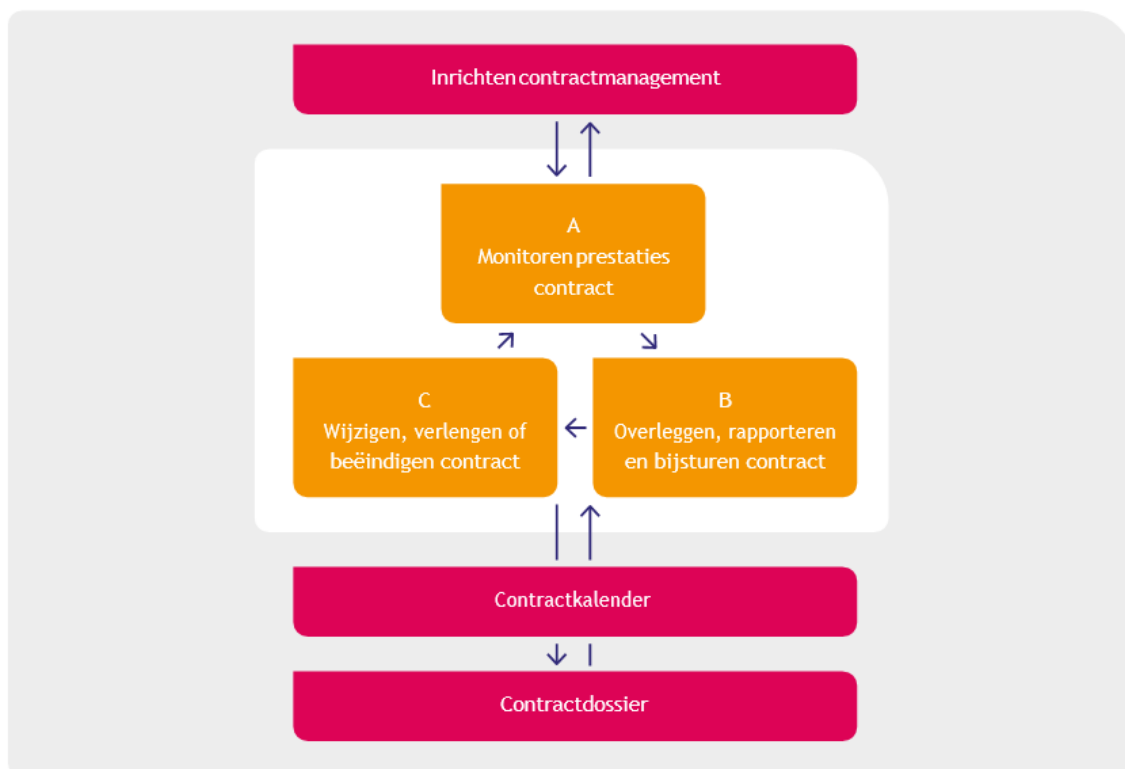 Inrichten contractmanagement
A
Monitoren prestaties
contract
C
Wijzigen, verlengen of
beëindigen contract
B
Overleggen, rapporteren
en bijsturen contract
Contractkalender
Contractdossier